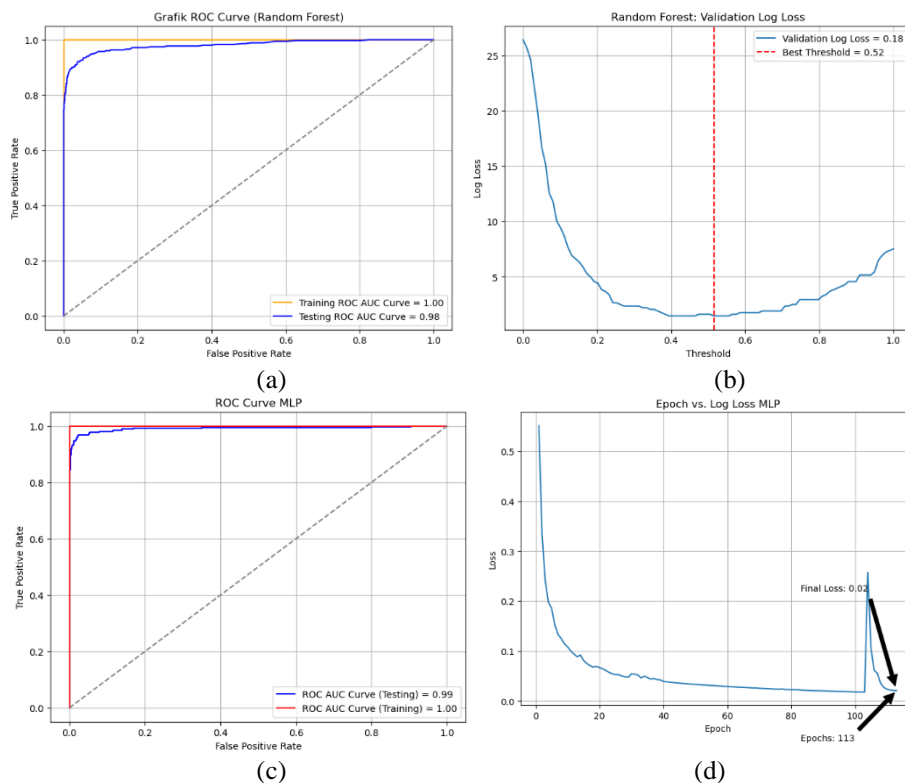 Grafik ROC Curve (Random Forest)
1.0
0.8
0.6
0.4
0.2
0.0
True Positive Rate
Training ROC AUC Curve = 1.00
Testing ROC AUC Curve = 0.98
0.0 0.2 0.4 0.6 0.8 1.0
False Positive Rate
(a)
Random Forest: Validation Log Loss
25
20
15
10
5
Log Loss
Validation Log Loss = 0.18
Best Threshold = 0.52
0.0 0.2 0.4 0.6 0.8 1.0
Threshold
(b)
ROC Curve MLP
1.0
0.8
0.6
0.4
0.2
0.0
True Positive Rate
ROC AUC Curve (Testing) = 0.99
ROC AUC Curve (Training) = 1.00
0.0 0.2 0.4 0.6 0.8 1.0
False Positive Rate
(c)
Epoch vs. Log Loss MLP
0.5
0.4
0.3
0.2
0.1
0.0
Loss
Final Loss: 0.02
0 20 40 60 80 100
Epoch
Epochs: 113
(d)